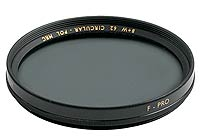 B+W 62 CIRCULAR - POL MRC
F-PRO